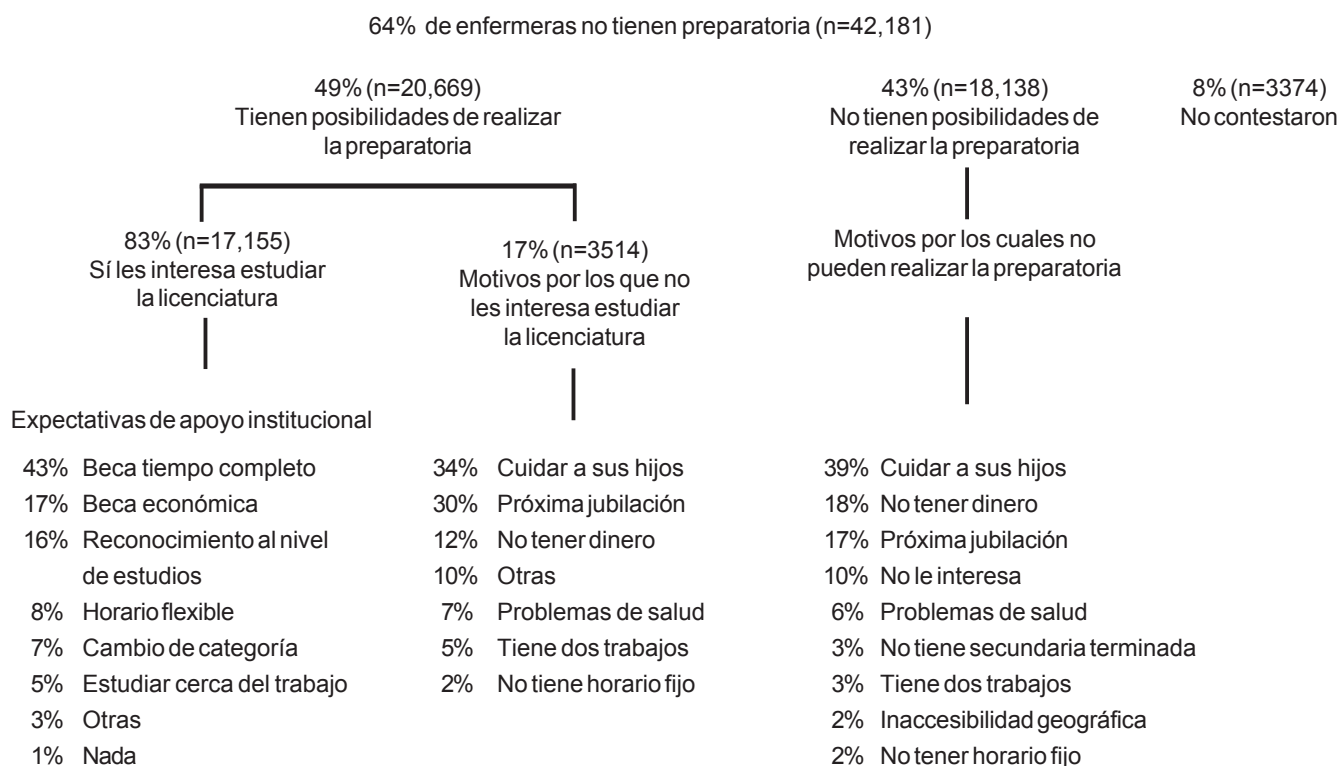 64% de enfermeras no tienen preparatoria (n=42,181)
49% (n=20,669)
Tienen posibilidades de realizar
la preparatoria
43% (n=18,138)
No tienen posibilidades de
realizar la preparatoria
8% (n=3374)
No contestaron
83% (n=17,155)
Sí les interesa estudiar
la licenciatura
17% (n=3514)
Motivos por los que no
les interesa estudiar
la licenciatura
Motivos por los cuales no
pueden realizar la preparatoria
Expectativas de apoyo institucional
43% Beca tiempo completo
17% Beca económica
16% Reconocimiento al nivel
de estudios
8% Horario flexible
7% Cambio de categoría
5% Estudiar cerca del trabajo
3% Otras
1% Nada
34% Cuidar a sus hijos
30% Próxima jubilación
12% No tener dinero
10% Otras
7% Problemas de salud
5% Tiene dos trabajos
2% No tiene horario fijo
39% Cuidar a sus hijos
18% No tener dinero
17% Próxima jubilación
10% No le interesa
6% Problemas de salud
3% No tiene secundaria terminada
3% Tiene dos trabajos
2% Inaccesibilidad geográfica
2% No tener horario fijo